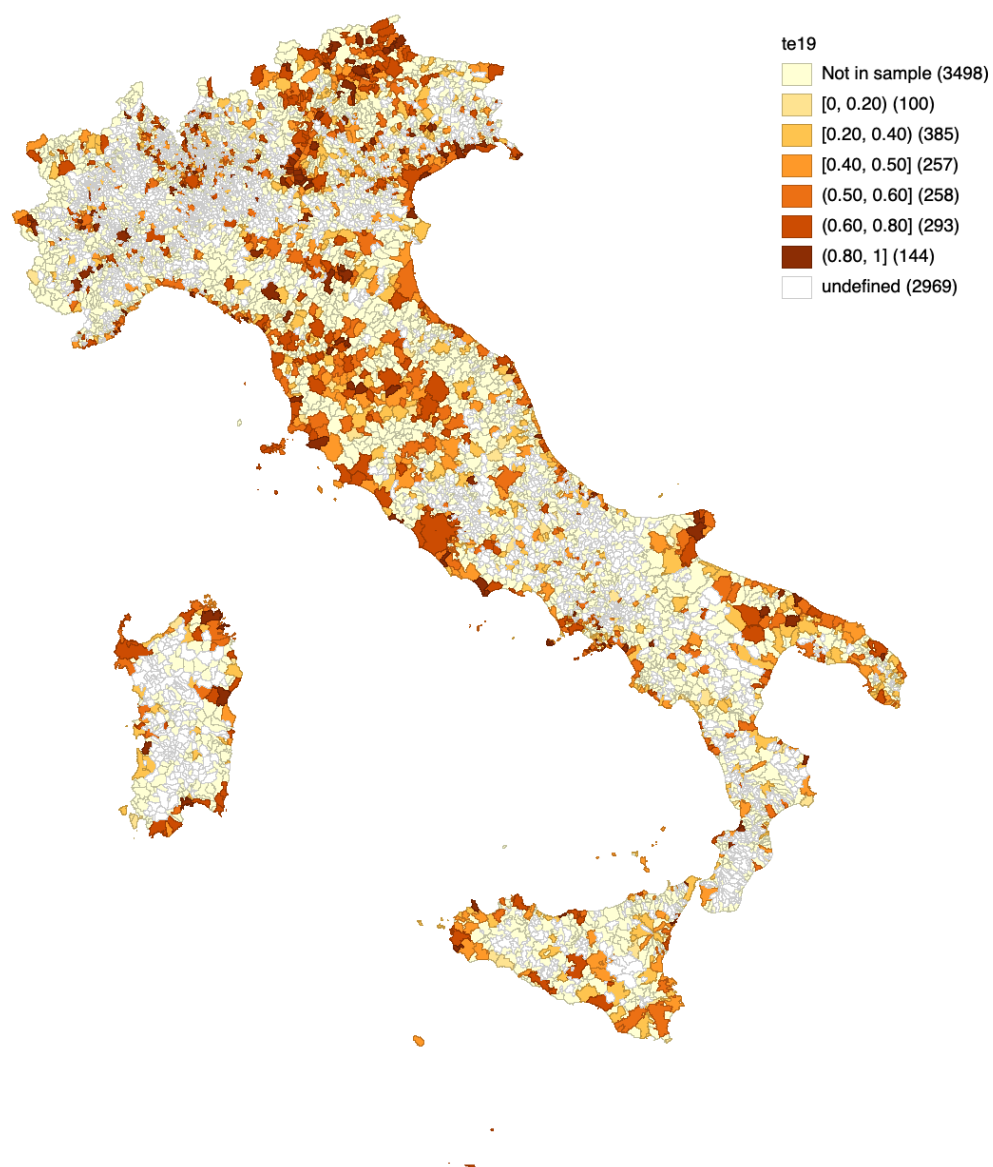 te19
Not in sample (3498)
[0, 0.20) (100)
[0.20, 0.40) (385)
[0.40, 0.50] (257)
(0.50, 0.60] (258)
(0.60, 0.80] (293)
(0.80, 1] (144)
undefined (2969)